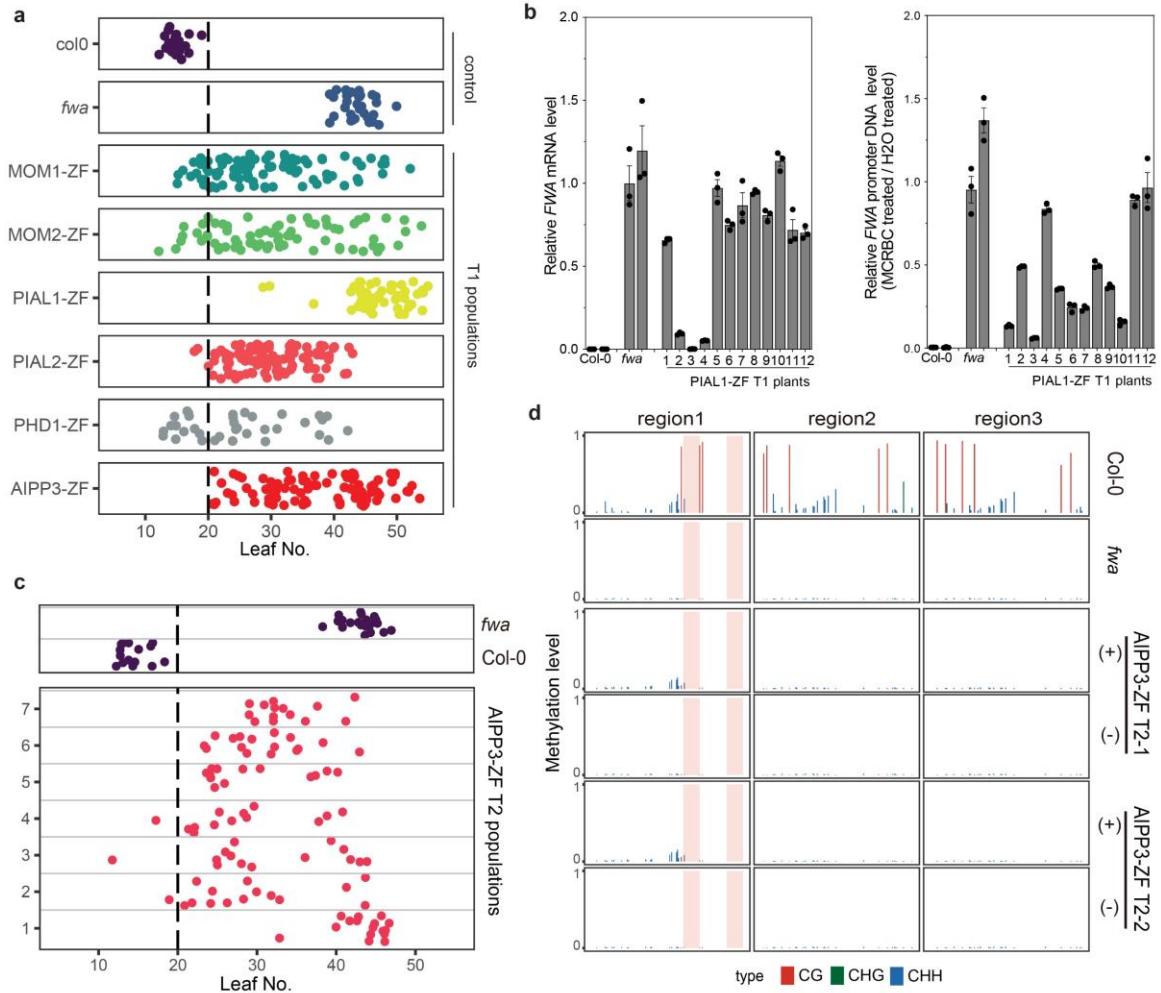 a
col0
fwa
MOM1-ZF
MOM2-ZF
PIAL1-ZF
PIAL2-ZF
PHD1-ZF
AIPP3-ZF
control
T1 populations
10 20 30 40 50
Leaf No.
b
Relative FWA mRNA level
2.0
1.5
1.0
0.5
0.0
Col-0 fwa 1 2 3 4 5 6 7 8 9 10 11 12
PIAL1-ZF T1 plants
Relative FWA promoter DNA level
(MCRBC treated / H2O treated)
2.0
1.5
1.0
0.5
0.0
Col-0 fwa 1 2 3 4 5 6 7 8 9 10 11 12
PIAL1-ZF T1 plants
c
fwa
Col-0
7
6
5
4
3
2
1
AIPP3-ZF T2 populations
10 20 30 40 50
Leaf No.
d
region1 region2 region3
Methylation level
1
0
Col-0
1
0
fwa
1
0
(+)
1
0
(-)
AIPP3-ZF T2-1
1
0
(+)
1
0
(-)
AIPP3-ZF T2-2
type CG CHG CHH